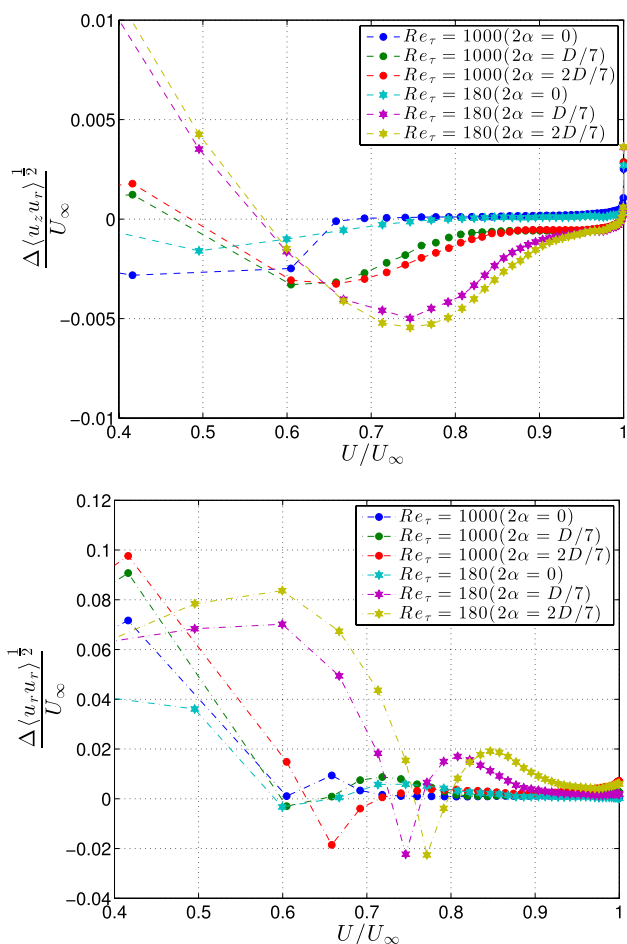 0.01
Re_τ = 1000(2α = 0)
Re_τ = 1000(2α = D/7)
Re_τ = 1000(2α = 2D/7)
Re_τ = 180(2α = 0)
Re_τ = 180(2α = D/7)
Re_τ = 180(2α = 2D/7)
0.005
0
−0.005
−0.01
Δ⟨u_z u_r⟩^{1/2} / U_∞
0.4 0.5 0.6 0.7 0.8 0.9 1
U/U_∞
0.12
Re_τ = 1000(2α = 0)
Re_τ = 1000(2α = D/7)
Re_τ = 1000(2α = 2D/7)
Re_τ = 180(2α = 0)
Re_τ = 180(2α = D/7)
Re_τ = 180(2α = 2D/7)
0.1
0.08
0.06
0.04
0.02
0
−0.02
−0.04
Δ⟨u_r u_r⟩^{1/2} / U_∞
0.4 0.5 0.6 0.7 0.8 0.9 1
U/U_∞